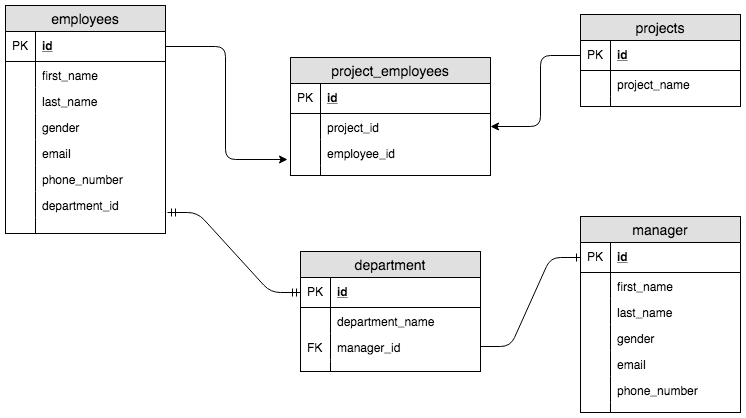 employees
PK id
first_name
last_name
gender
email
phone_number
department_id
project_employees
PK id
project_id
employee_id
projects
PK id
project_name
department
PK id
department_name
FK manager_id
manager
PK id
first_name
last_name
gender
email
phone_number